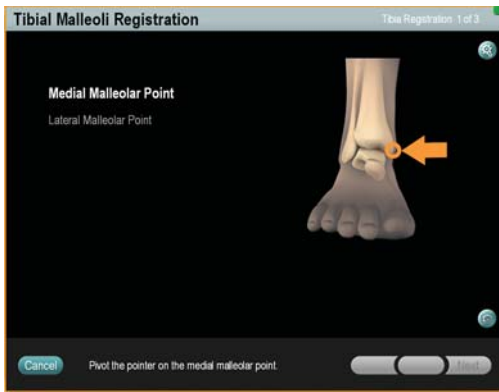 Tibial Malleoli Registration
Tibia Registration 1 of 3
Medial Malleolar Point
Lateral Malleolar Point
Cancel
Pivot the pointer on the medial malleolar point.
Next